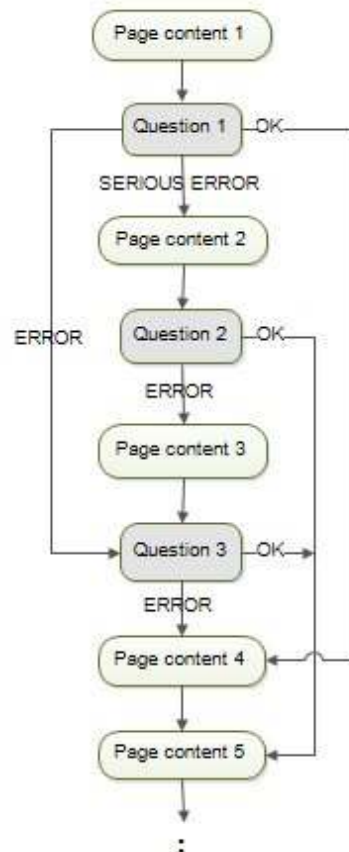 Page content 1
Question 1
OK
SERIOUS ERROR
Page content 2
Question 2
OK
ERROR
ERROR
Page content 3
Question 3
OK
ERROR
Page content 4
Page content 5
: